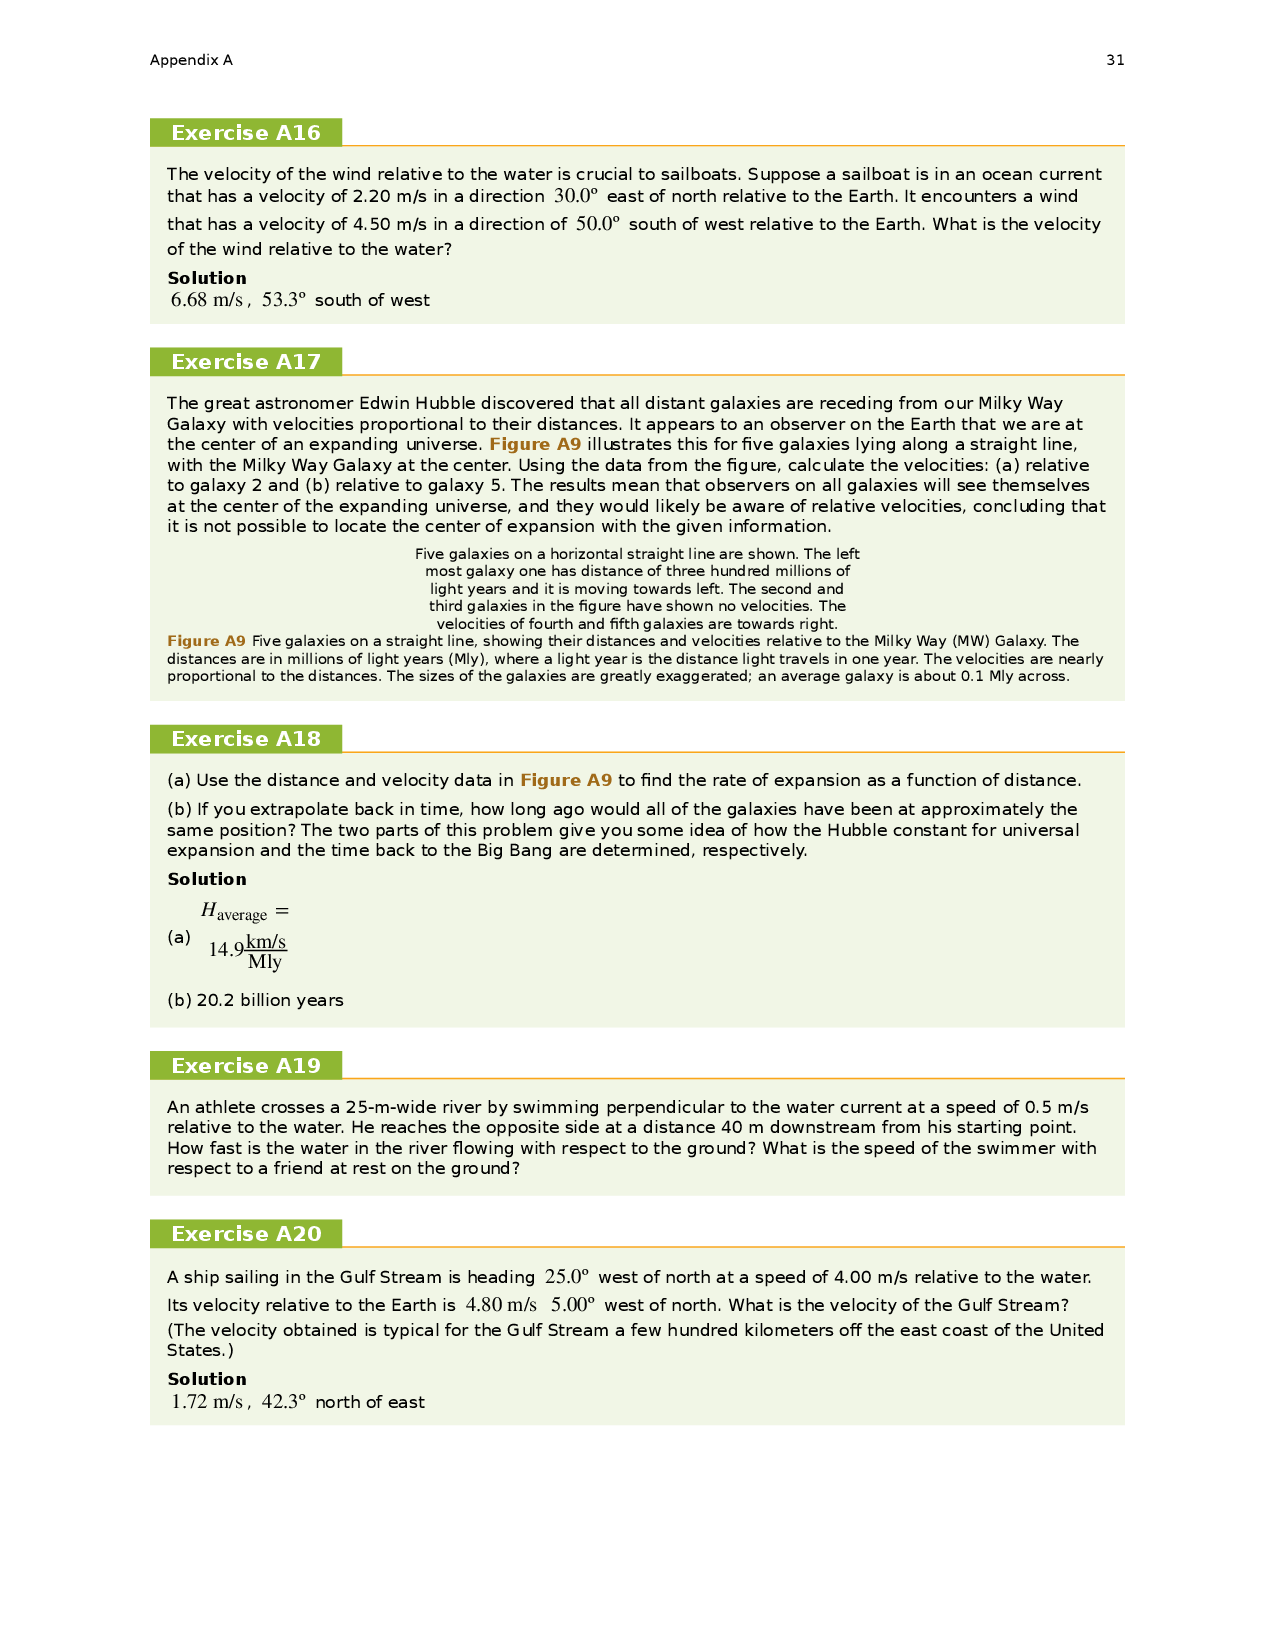 Appendix A 31
Exercise A16
The velocity of the wind relative to the water is crucial to sailboats. Suppose a sailboat is in an ocean current
that has a velocity of 2.20 m/s in a direction 30.0º east of north relative to the Earth. It encounters a wind
that has a velocity of 4.50 m/s in a direction of 50.0º south of west relative to the Earth. What is the velocity
of the wind relative to the water?
Solution
6.68 m/s , 53.3º south of west
Exercise A17
The great astronomer Edwin Hubble discovered that all distant galaxies are receding from our Milky Way
Galaxy with velocities proportional to their distances. It appears to an observer on the Earth that we are at
the center of an expanding universe. Figure A9 illustrates this for five galaxies lying along a straight line,
with the Milky Way Galaxy at the center. Using the data from the figure, calculate the velocities: (a) relative
to galaxy 2 and (b) relative to galaxy 5. The results mean that observers on all galaxies will see themselves
at the center of the expanding universe, and they would likely be aware of relative velocities, concluding that
it is not possible to locate the center of expansion with the given information.
Five galaxies on a horizontal straight line are shown. The left
most galaxy one has distance of three hundred millions of
light years and it is moving towards left. The second and
third galaxies in the figure have shown no velocities. The
velocities of fourth and fifth galaxies are towards right.
Figure A9 Five galaxies on a straight line, showing their distances and velocities relative to the Milky Way (MW) Galaxy. The
distances are in millions of light years (Mly), where a light year is the distance light travels in one year. The velocities are nearly
proportional to the distances. The sizes of the galaxies are greatly exaggerated; an average galaxy is about 0.1 Mly across.
Exercise A18
(a) Use the distance and velocity data in Figure A9 to find the rate of expansion as a function of distance.
(b) If you extrapolate back in time, how long ago would all of the galaxies have been at approximately the
same position? The two parts of this problem give you some idea of how the Hubble constant for universal
expansion and the time back to the Big Bang are determined, respectively.
Solution
H average =
(a) 14.9 km/s
Mly
(b) 20.2 billion years
Exercise A19
An athlete crosses a 25-m-wide river by swimming perpendicular to the water current at a speed of 0.5 m/s
relative to the water. He reaches the opposite side at a distance 40 m downstream from his starting point.
How fast is the water in the river flowing with respect to the ground? What is the speed of the swimmer with
respect to a friend at rest on the ground?
Exercise A20
A ship sailing in the Gulf Stream is heading 25.0º west of north at a speed of 4.00 m/s relative to the water.
Its velocity relative to the Earth is 4.80 m/s 5.00º west of north. What is the velocity of the Gulf Stream?
(The velocity obtained is typical for the Gulf Stream a few hundred kilometers off the east coast of the United
States.)
Solution
1.72 m/s , 42.3º north of east